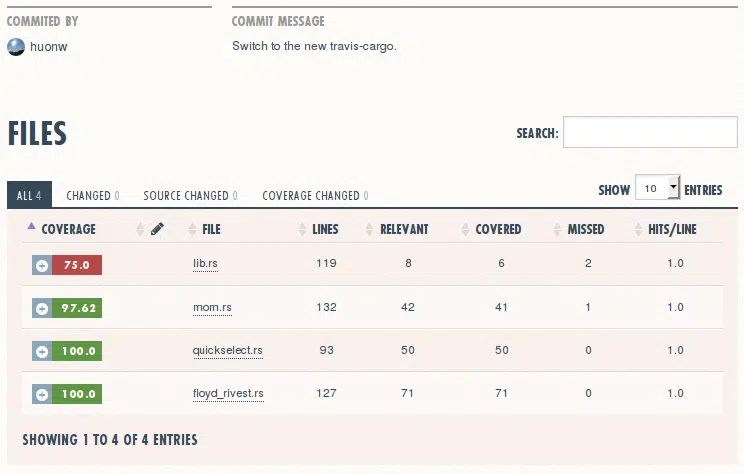 COMMITED BY COMMIT MESSAGE
huonw Switch to the new travis-cargo.
FILES SEARCH:
ALL 4 CHANGED 0 SOURCE CHANGED 0 COVERAGE CHANGED 0 SHOW 10 ENTRIES
COVERAGE FILE LINES RELEVANT COVERED MISSED HITS/LINE
75.0 lib.rs 119 8 6 2 1.0
97.62 mom.rs 132 42 41 1 1.0
100.0 quickselect.rs 93 50 50 0 1.0
100.0 floyd_rivest.rs 127 71 71 0 1.0
SHOWING 1 TO 4 OF 4 ENTRIES